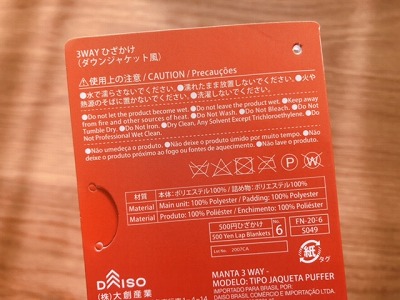 3WAY ひざかけ
(ダウンジャケット風)
⚠使用上の注意 / CAUTION / Precauções
●水で濡らさないでください。●濡れたまま放置しないでください。●火や
熱源のそばに置かないでください。●洗濯しないでください。
●Do not let the product become wet. ●Do not leave the product wet. ●Keep away
from fire and other sources of heat. ●Do Not Wash. ●Do Not Bleach. ●Do Not
Tumble Dry. ●Do Not Iron. ●Dry Clean, Any Solvent Except Trichloroethylene. ●Do
Not Professional Wet Clean.
●Não umedeça o produto. ●Não deixe o produto úmido por muito tempo. ●Não
deixe o produto próximo ao fogo ou fontes de aquecimento. ●Não lave o produto.
P W
材質 本体:ポリエステル100% / 詰め物:ポリエステル100%
Material Main unit: 100% Polyester / Padding: 100% Polyester
Material Produto: 100% Poliéster / Enchimento: 100% Poliéster
500円ひざかけ
500 Yen Lap Blankets
No. 6
FN-20-6
S049
Lot No. 2007CA
紙 タグ
DAISO
(株)大創産業
MANTA 3 WAY -
MODELO: TIPO JAQUETA PUFFER
IMPORTADO PARA BRASIL POR:
DAISO BRASIL COMÉRCIO E IMPORTAÇÃO LTDA.